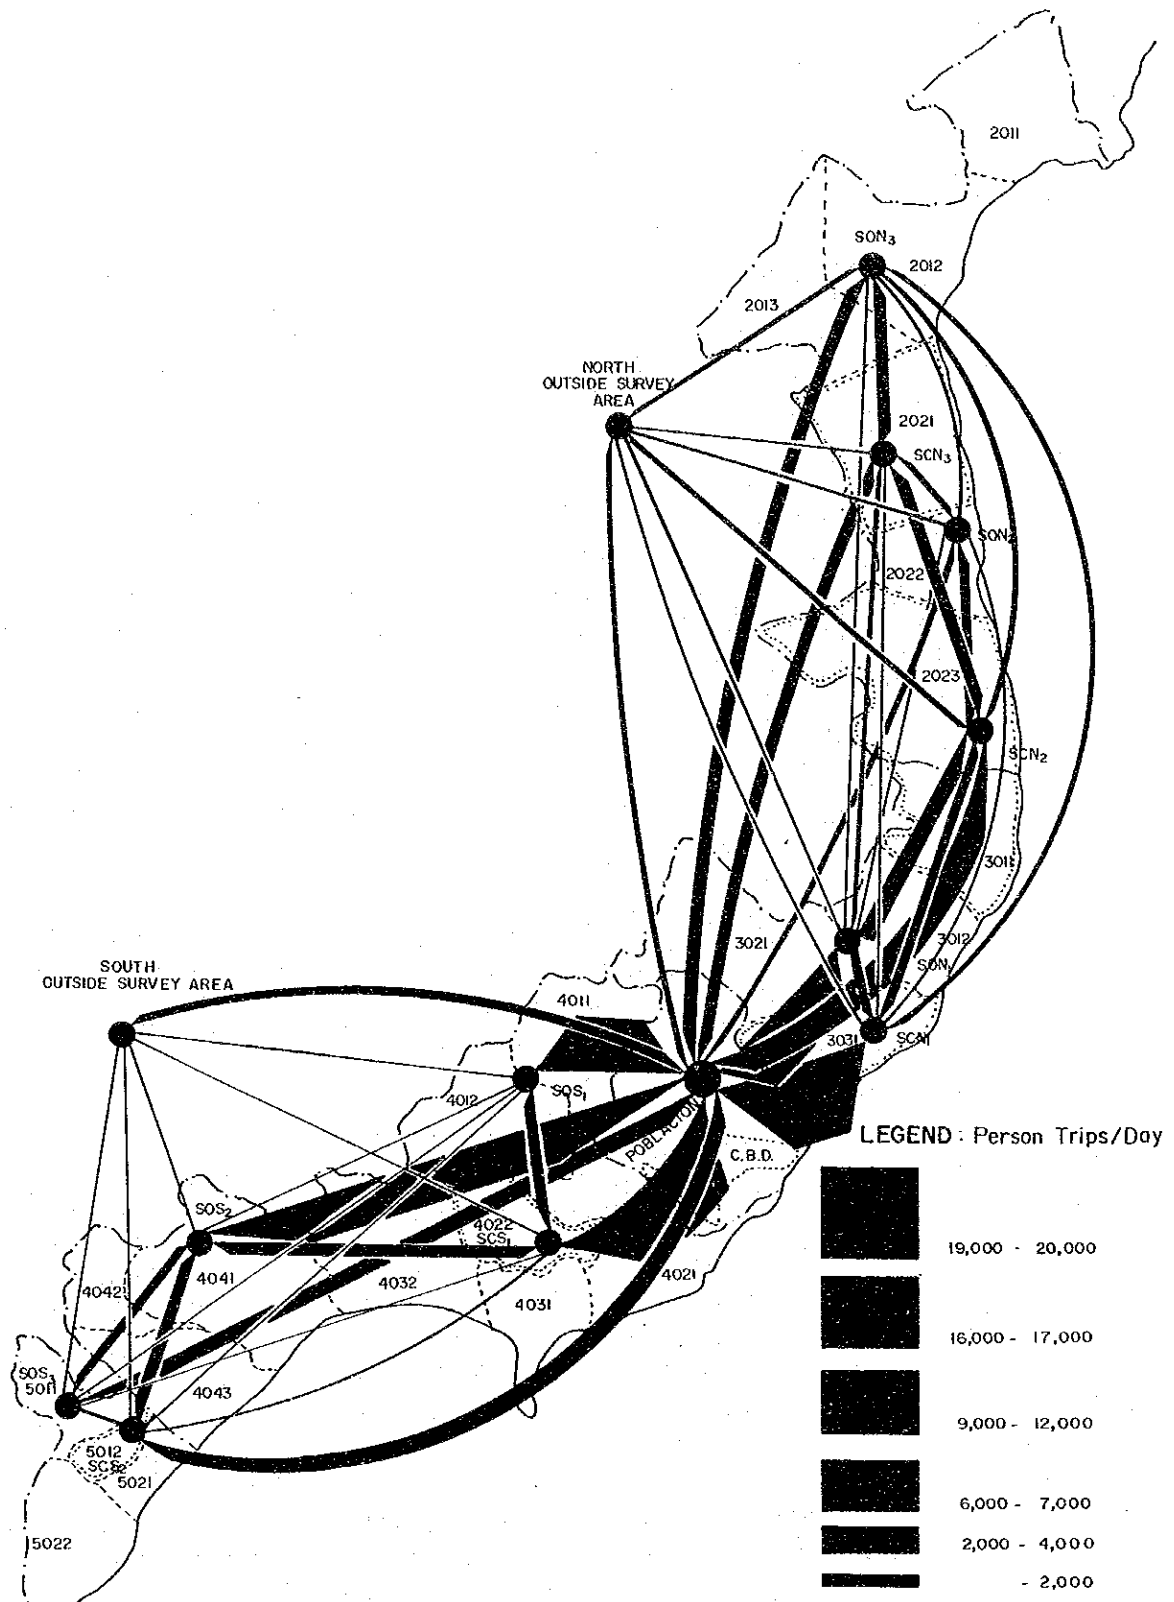 2011
SON₃
2012
2013
NORTH
OUTSIDE SURVEY
AREA
2021
SCN₃
SON₂
2022
2023
SCN₂
3011
3021
3012
SON₁
SOUTH
OUTSIDE SURVEY AREA
4011
3031
SCN₁
4012
SOS₁
POBLACION
C.B.D.
LEGEND : Person Trips/Day
19,000 - 20,000
16,000 - 17,000
9,000 - 12,000
6,000 - 7,000
2,000 - 4,000
- 2,000
SOS₂
4022
SCS₁
4041
4032
4021
4042
4031
SOS₃
5011
4043
5012
SCS₂
5021
5022